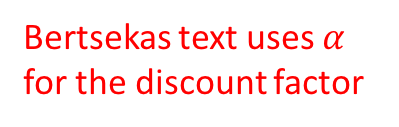 Bertsekas text uses α
for the discount factor